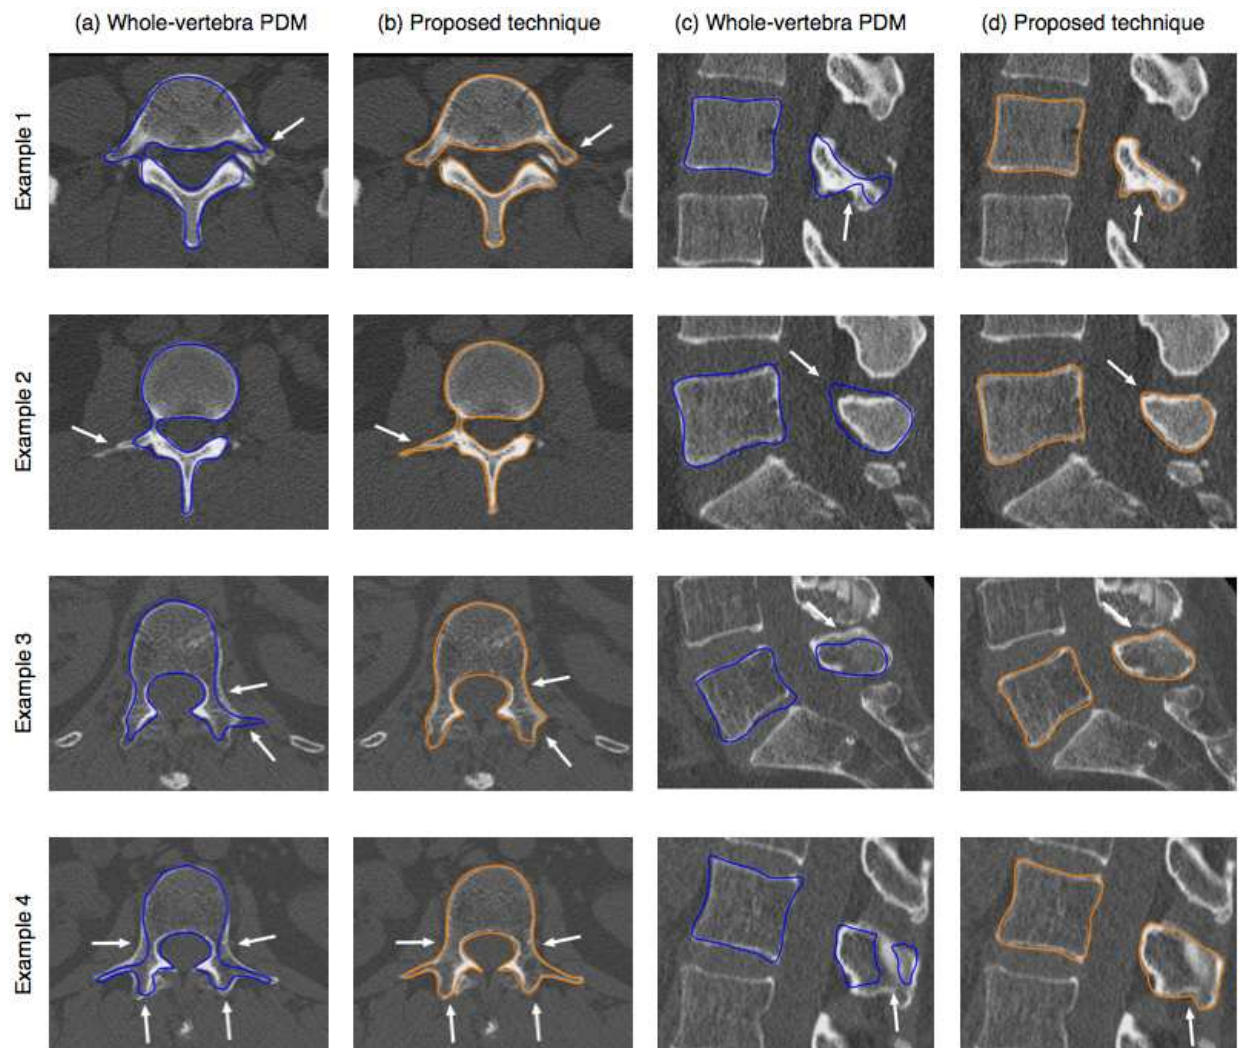 (a) Whole-vertebra PDM
(b) Proposed technique
(c) Whole-vertebra PDM
(d) Proposed technique
Example 1
Example 2
Example 3
Example 4